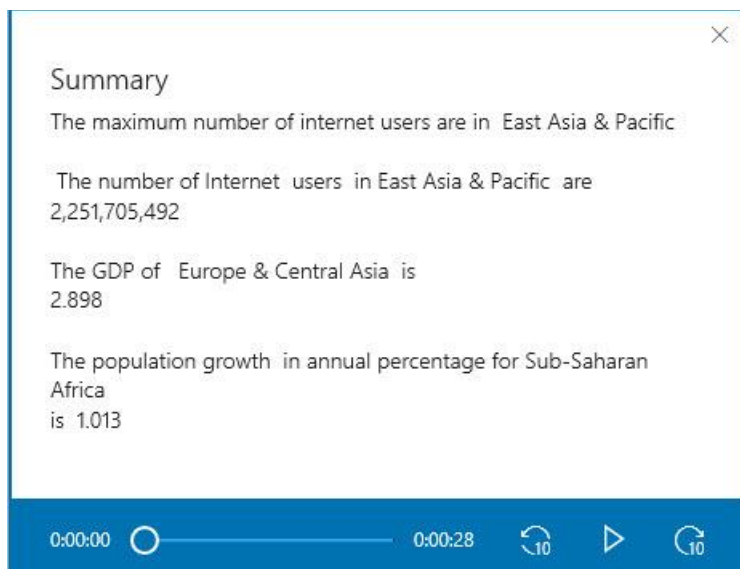 Summary
The maximum number of internet users are in East Asia & Pacific
The number of Internet users in East Asia & Pacific are
2,251,705,492
The GDP of Europe & Central Asia is
2.898
The population growth in annual percentage for Sub-Saharan
Africa
is 1.013
0:00:00 0:00:28 10 10